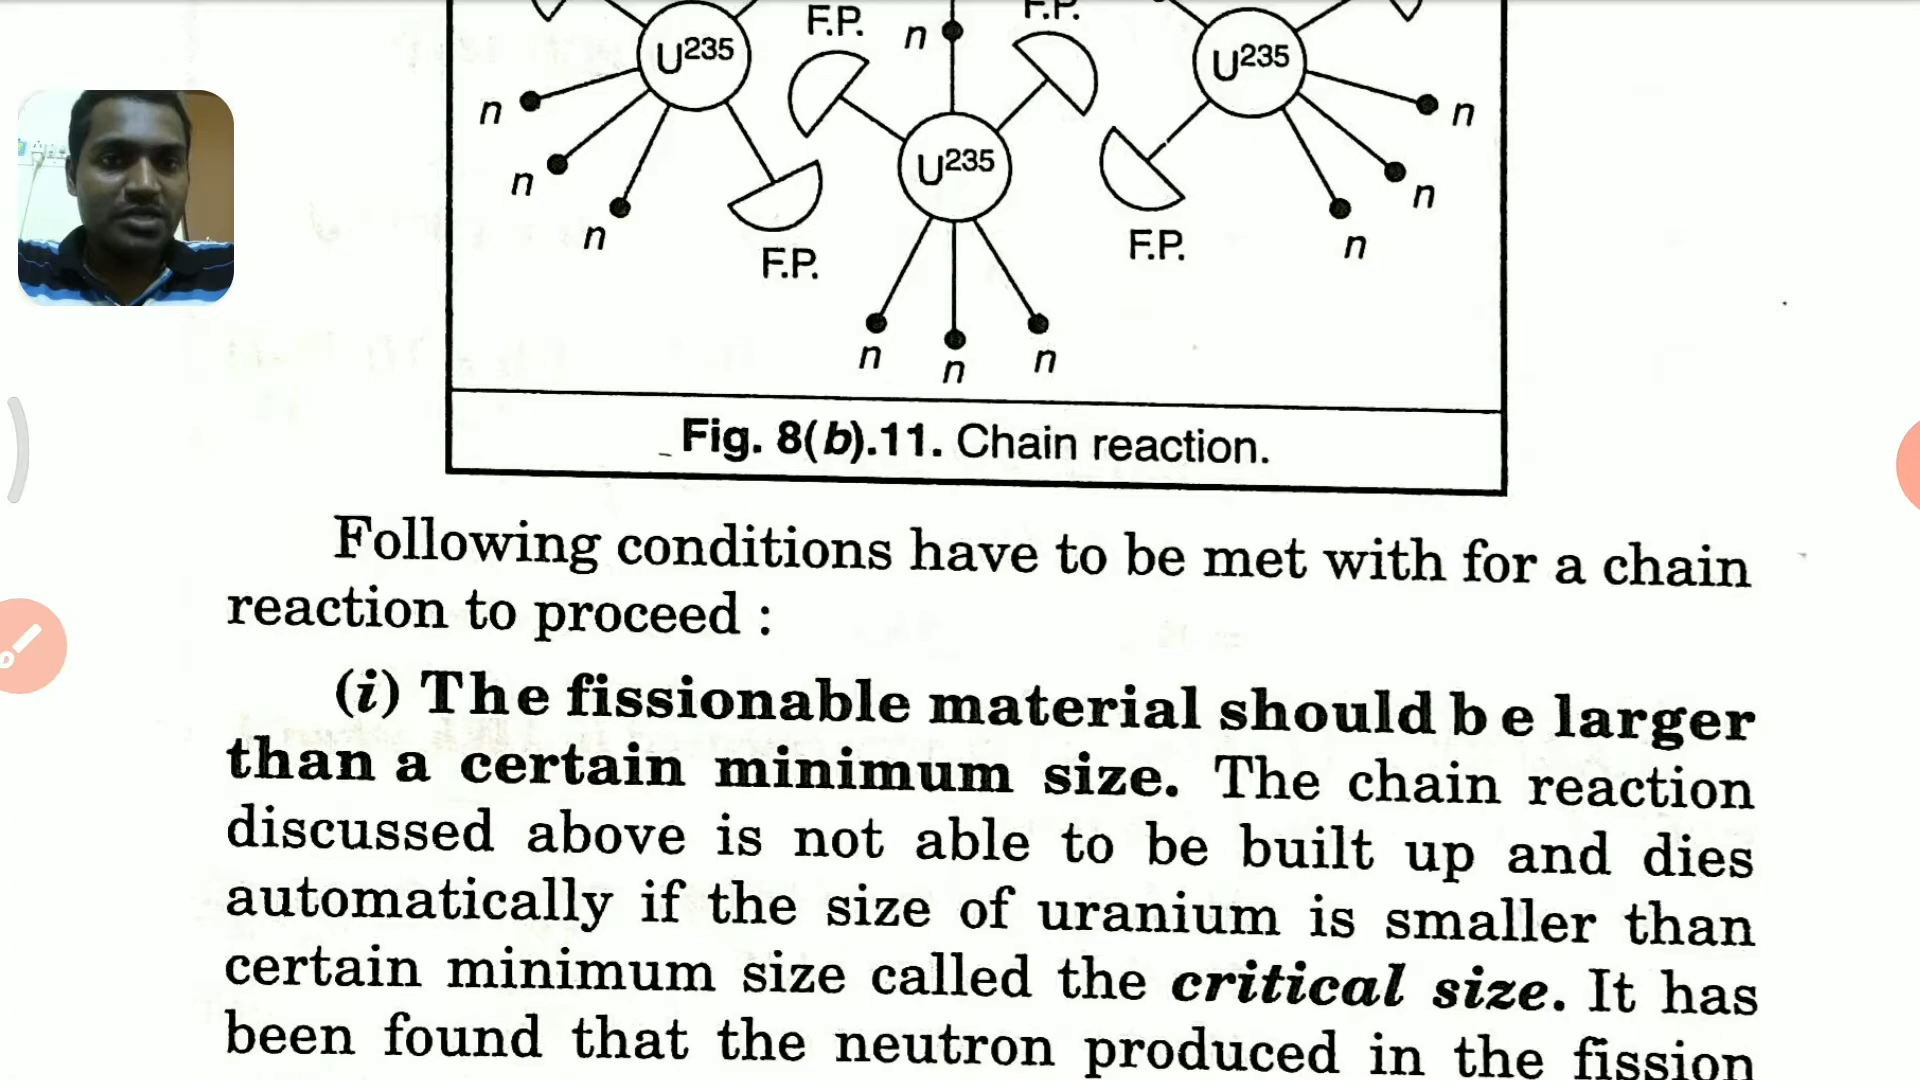 F.P.
n
F.P.
U235
U235
n
n
U235
n
n
n
n
F.P.
F.P.
n
n
n
n
Fig. 8(b).11. Chain reaction.
Following conditions have to be met with for a chain
reaction to proceed :
(i) The fissionable material should be larger
than a certain minimum size. The chain reaction
discussed above is not able to be built up and dies
automatically if the size of uranium is smaller than
certain minimum size called the critical size. It has
been found that the neutron produced in the fission